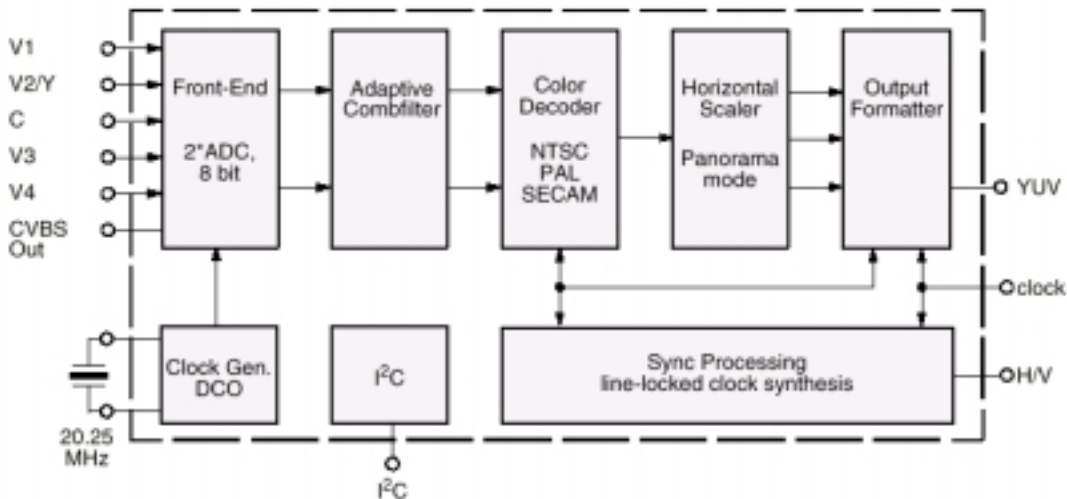 V1
V2/Y
C
V3
V4
CVBS
Out
Front-End
2*ADC,
8 bit
Adaptive
Combfilter
Color
Decoder
NTSC
PAL
SECAM
Horizontal
Scaler
Panorama
mode
Output
Formatter
YUV
clock
H/V
Clock Gen.
DCO
I²C
Sync Processing
line-locked clock synthesis
20.25
MHz
I²C